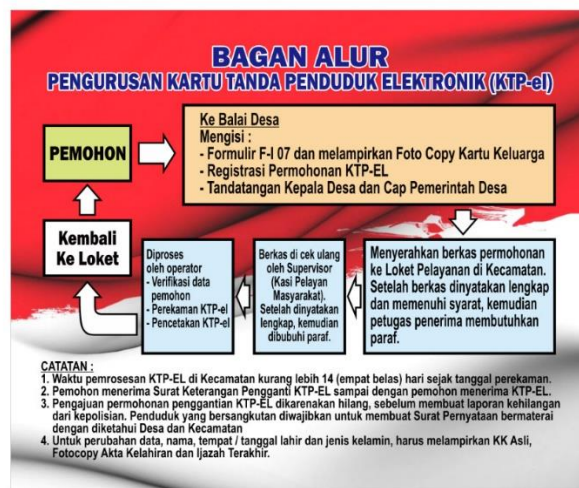 BAGAN ALUR
PENGURUSAN KARTU TANDA PENDUDUK ELEKTRONIK (KTP-el)
PEMOHON
Ke Balai Desa
Mengisi :
- Formulir F-I 07 dan melampirkan Foto Copy Kartu Keluarga
- Registrasi Permohonan KTP-EL
- Tandatangan Kepala Desa dan Cap Pemerintah Desa
Menyerahkan berkas permohonan
ke Loket Pelayanan di Kecamatan.
Setelah berkas dinyatakan lengkap
dan memenuhi syarat, kemudian
petugas penerima membutuhkan
paraf.
Berkas di cek ulang
oleh Supervisor
(Kasi Pelayan
Masyarakat).
Setelah dinyatakan
lengkap, kemudian
dibubuhi paraf.
Diproses
oleh operator
- Verifikasi data
pemohon
- Perekaman KTP-el
- Pencetakan KTP-el
Kembali
Ke Loket
CATATAN :
1. Waktu pemrosesan KTP-EL di Kecamatan kurang lebih 14 (empat belas) hari sejak tanggal perekaman.
2. Pemohon menerima Surat Keterangan Pengganti KTP-EL sampai dengan pemohon menerima KTP-EL.
3. Pengajuan permohonan penggantian KTP-EL dikarenakan hilang, sebelum membuat laporan kehilangan
dari kepolisian. Penduduk yang bersangkutan diwajibkan untuk membuat Surat Pernyataan bermaterai
dengan diketahui Desa dan Kecamatan
4. Untuk perubahan data, nama, tempat / tanggal lahir dan jenis kelamin, harus melampirkan KK Asli,
Fotocopy Akta Kelahiran dan Ijazah Terakhir.